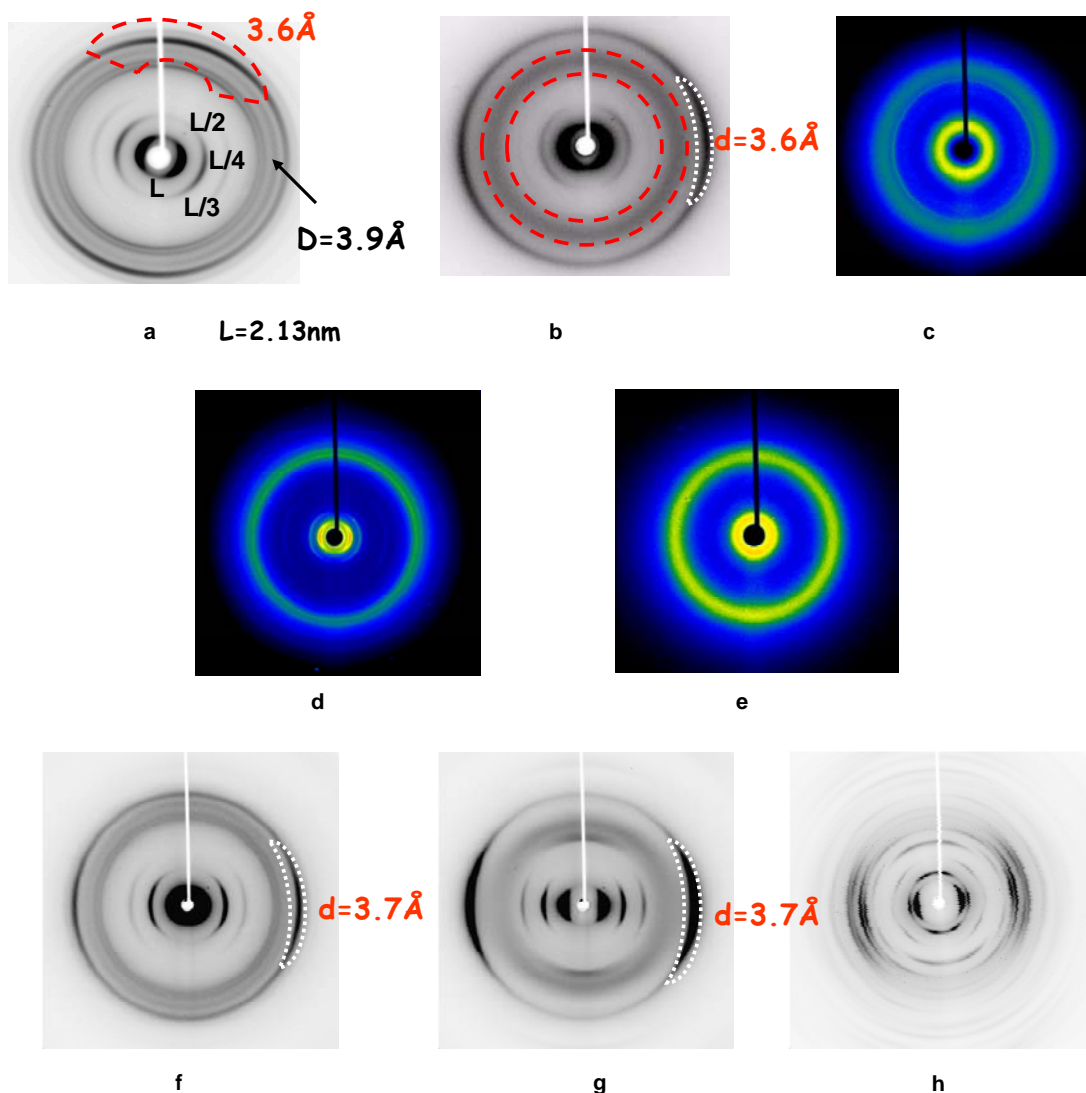 3.6Å
L/2
L/4
L
L/3
D=3.9Å
d=3.6Å
a
L=2.13nm
b
c
d
e
d=3.7Å
d=3.7Å
f
g
h